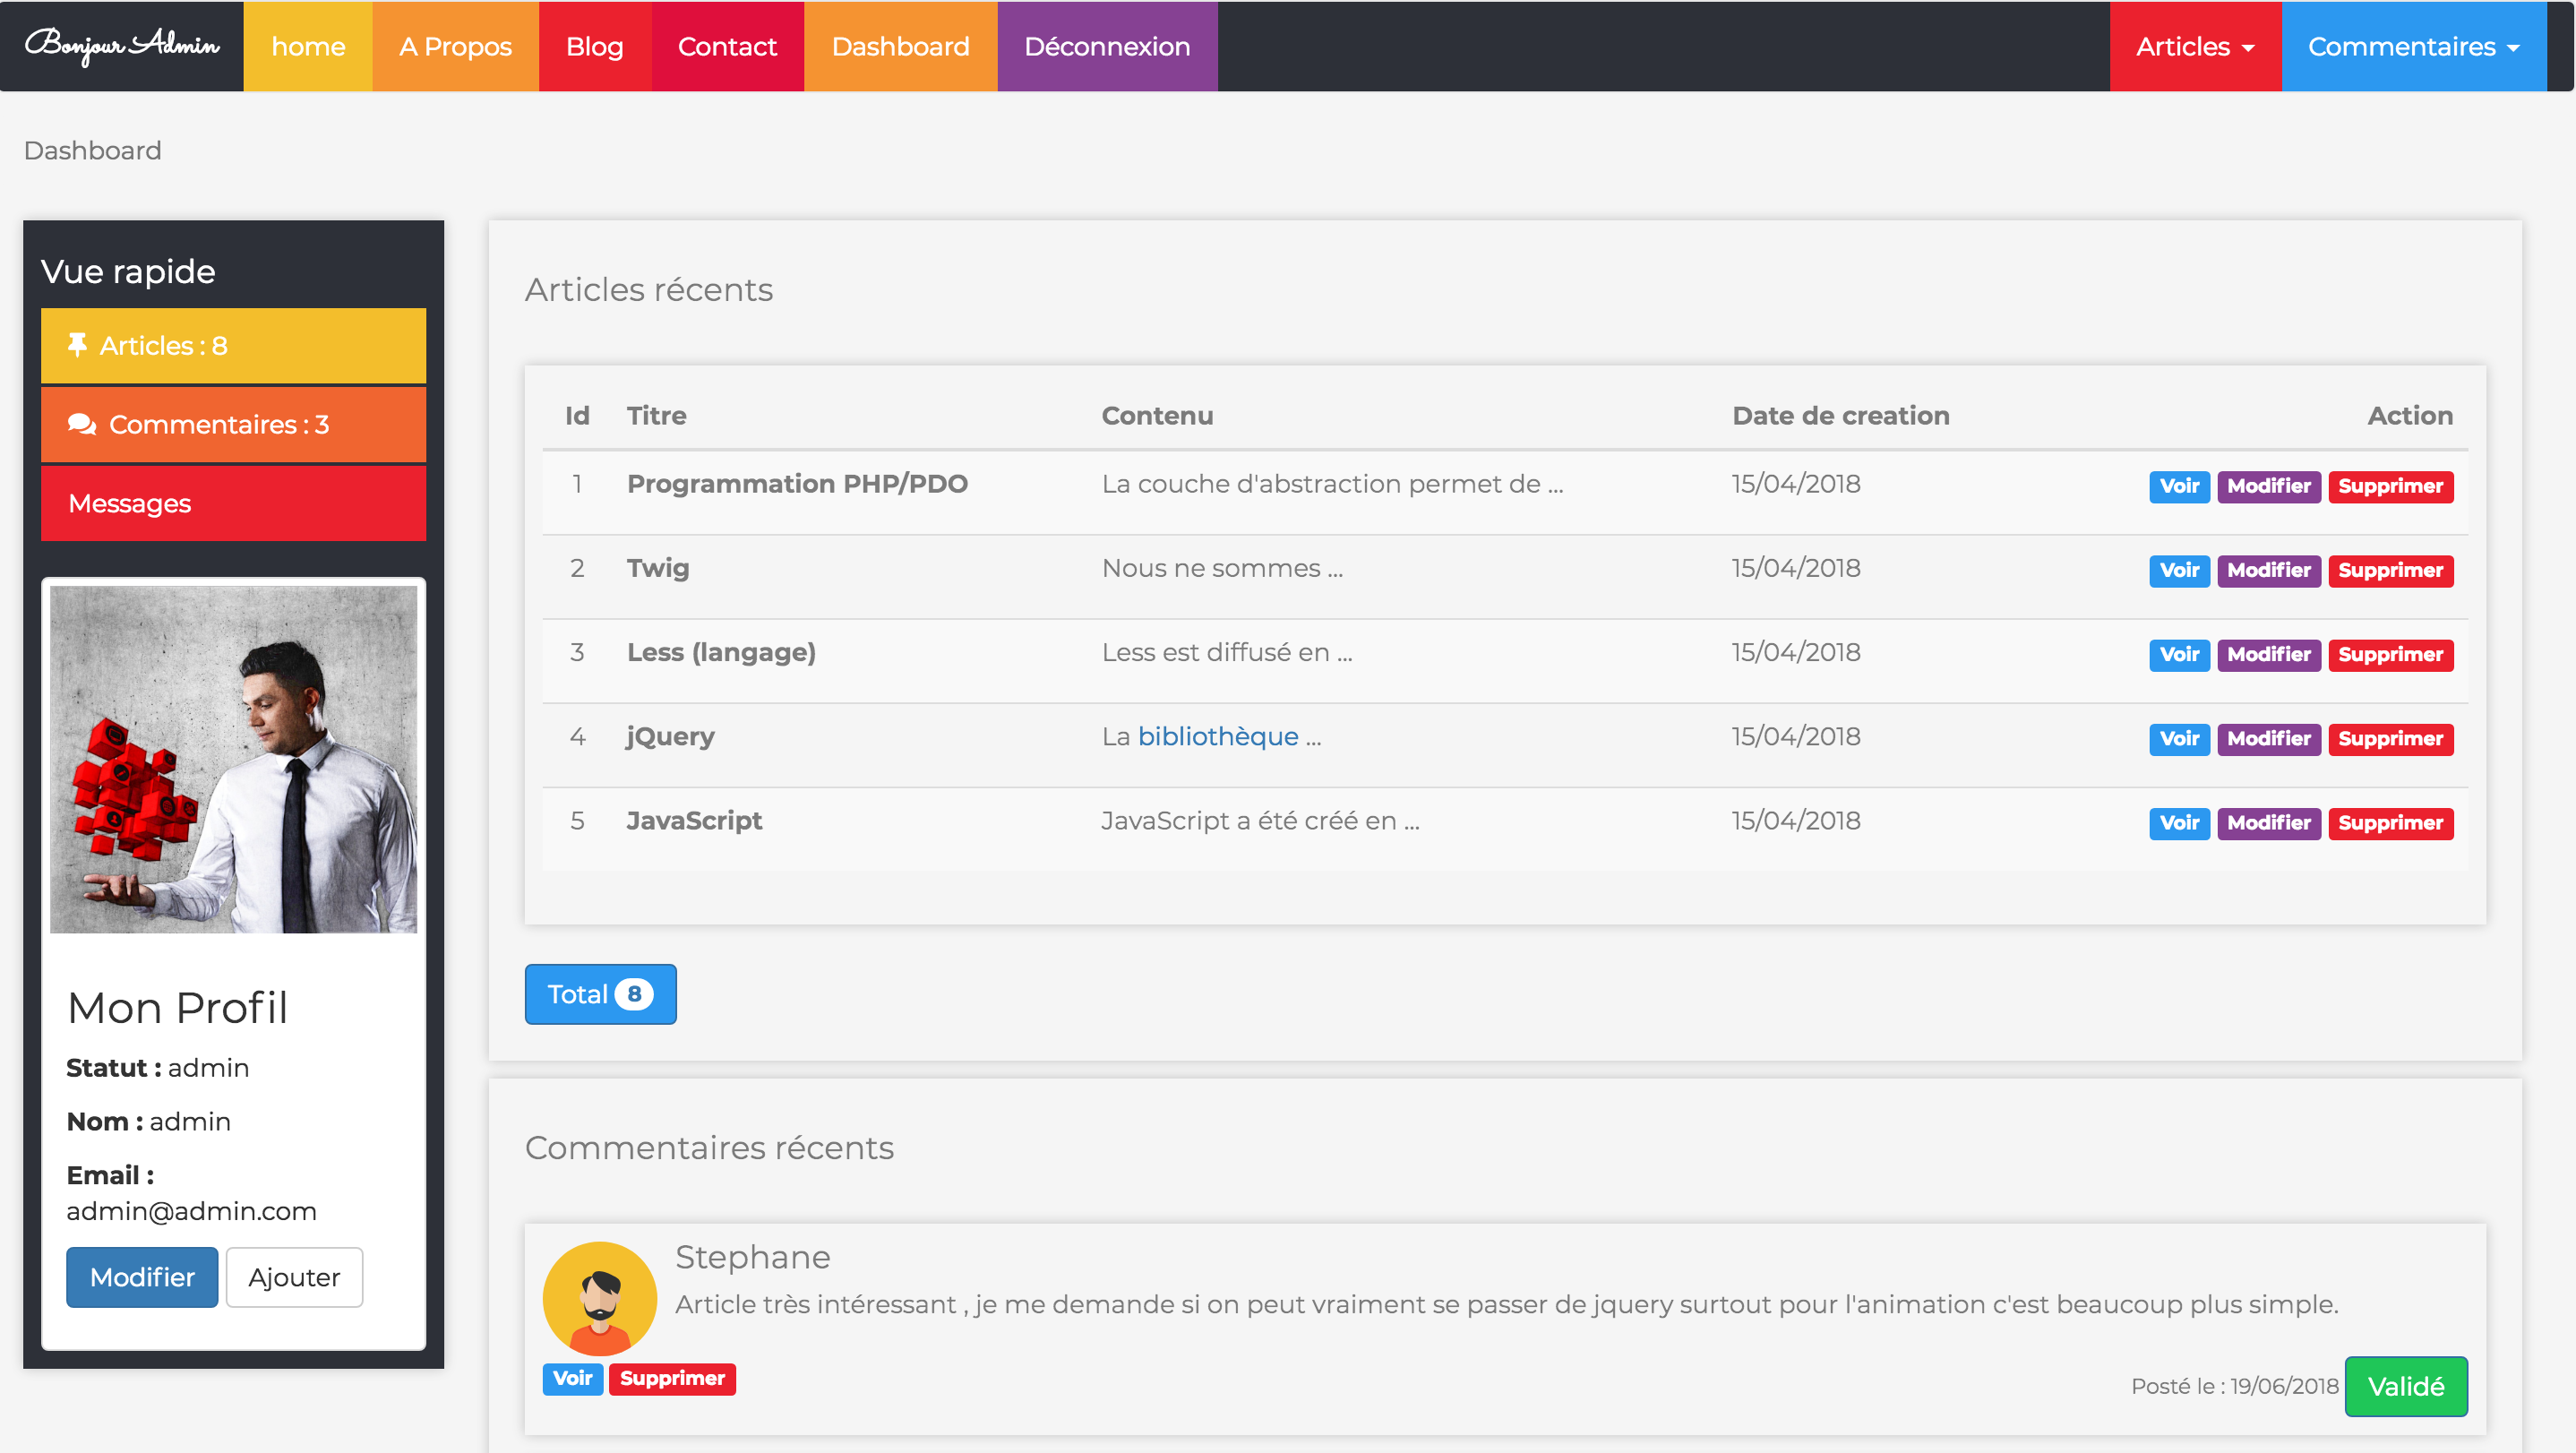 Bonjour Admin home A Propos Blog Contact Dashboard Déconnexion Articles Commentaires
Dashboard
Vue rapide
Articles : 8
Commentaires : 3
Messages
Mon Profil
Statut : admin
Nom : admin
Email :
admin@admin.com
Modifier Ajouter
Articles récents
Id Titre Contenu Date de creation Action
1 Programmation PHP/PDO La couche d'abstraction permet de ... 15/04/2018 Voir Modifier Supprimer
2 Twig Nous ne sommes ... 15/04/2018 Voir Modifier Supprimer
3 Less (langage) Less est diffusé en ... 15/04/2018 Voir Modifier Supprimer
4 jQuery La bibliothèque ... 15/04/2018 Voir Modifier Supprimer
5 JavaScript JavaScript a été créé en ... 15/04/2018 Voir Modifier Supprimer
Total 8
Commentaires récents
Stephane
Article très intéressant , je me demande si on peut vraiment se passer de jquery surtout pour l'animation c'est beaucoup plus simple.
Voir Supprimer
Posté le : 19/06/2018 Validé